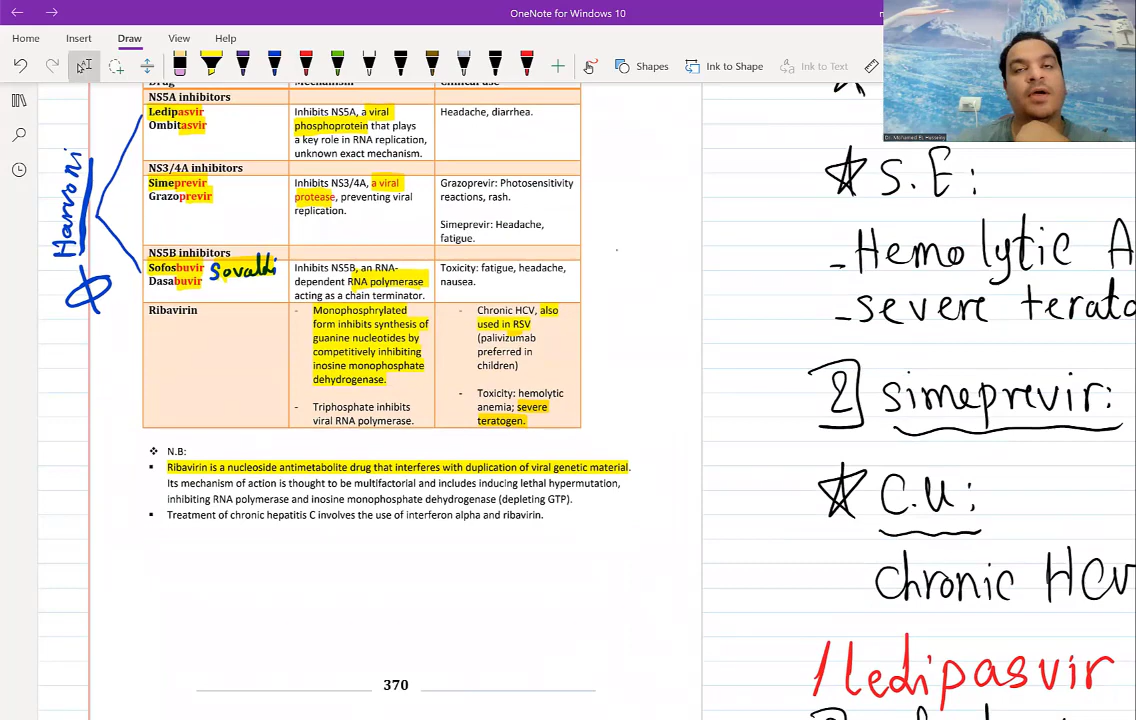 OneNote for Windows 10
Home Insert Draw View Help
Shapes Ink to Shape Ink to Text
Dr. Mohamed EL Husseiny
NS5A inhibitors
Ledipasvir
Ombitasvir
Inhibits NS5A, a viral
phosphoprotein that plays
a key role in RNA replication,
unknown exact mechanism.
Headache, diarrhea.
NS3/4A inhibitors
Simeprevir
Grazoprevir
Inhibits NS3/4A, a viral
protease, preventing viral
replication.
Grazoprevir: Photosensitivity
reactions, rash.
Simeprevir: Headache,
fatigue.
NS5B inhibitors
Sofosbuvir Sovaldi
Dasabuvir
Inhibits NS5B, an RNA-
dependent RNA polymerase
acting as a chain terminator.
Toxicity: fatigue, headache,
nausea.
Ribavirin
- Monophosphrylated
form inhibits synthesis of
guanine nucleotides by
competitively inhibiting
inosine monophosphate
dehydrogenase.
- Triphosphate inhibits
viral RNA polymerase.
- Chronic HCV, also
used in RSV
(palivizumab
preferred in
children)
- Toxicity: hemolytic
anemia; severe
teratogen.
Harvoni
❖ N.B:
▪ Ribavirin is a nucleoside antimetabolite drug that interferes with duplication of viral genetic material.
Its mechanism of action is thought to be multifactorial and includes inducing lethal hypermutation,
inhibiting RNA polymerase and inosine monophosphate dehydrogenase (depleting GTP).
▪ Treatment of chronic hepatitis C involves the use of interferon alpha and ribavirin.
370
S.E:
- Hemolytic A
- severe terato
2 simeprevir:
C.U:
chronic HCV
1 ledipasvir